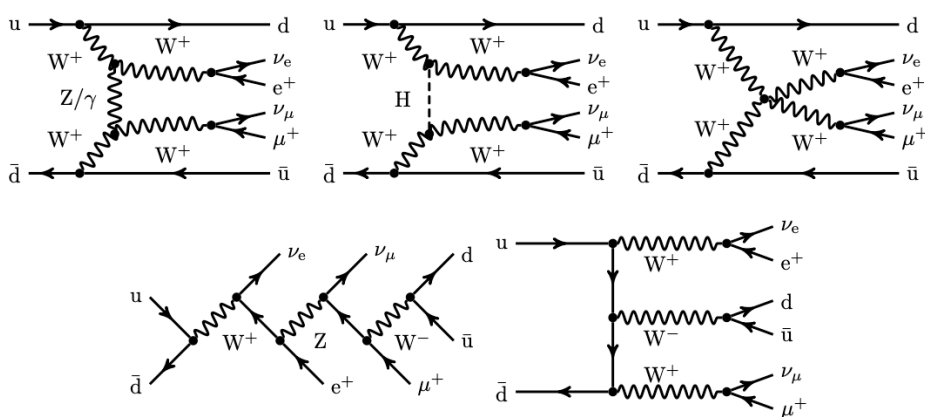 u d u d u d
W⁺ W⁺ νₑ W⁺ W⁺ νₑ W⁺ νₑ
e⁺ e⁺ e⁺
Z/γ H
W⁺ νμ W⁺ νμ W⁺ W⁺ νμ
μ⁺ μ⁺ μ⁺
W⁺ W⁺
d̄ ū d̄ ū d̄ ū
νₑ νμ d u νₑ
W⁺ e⁺
u d
W⁺ Z W⁻ ū W⁻ ū
d̄ e⁺ μ⁺ d̄ W⁺ νμ
μ⁺